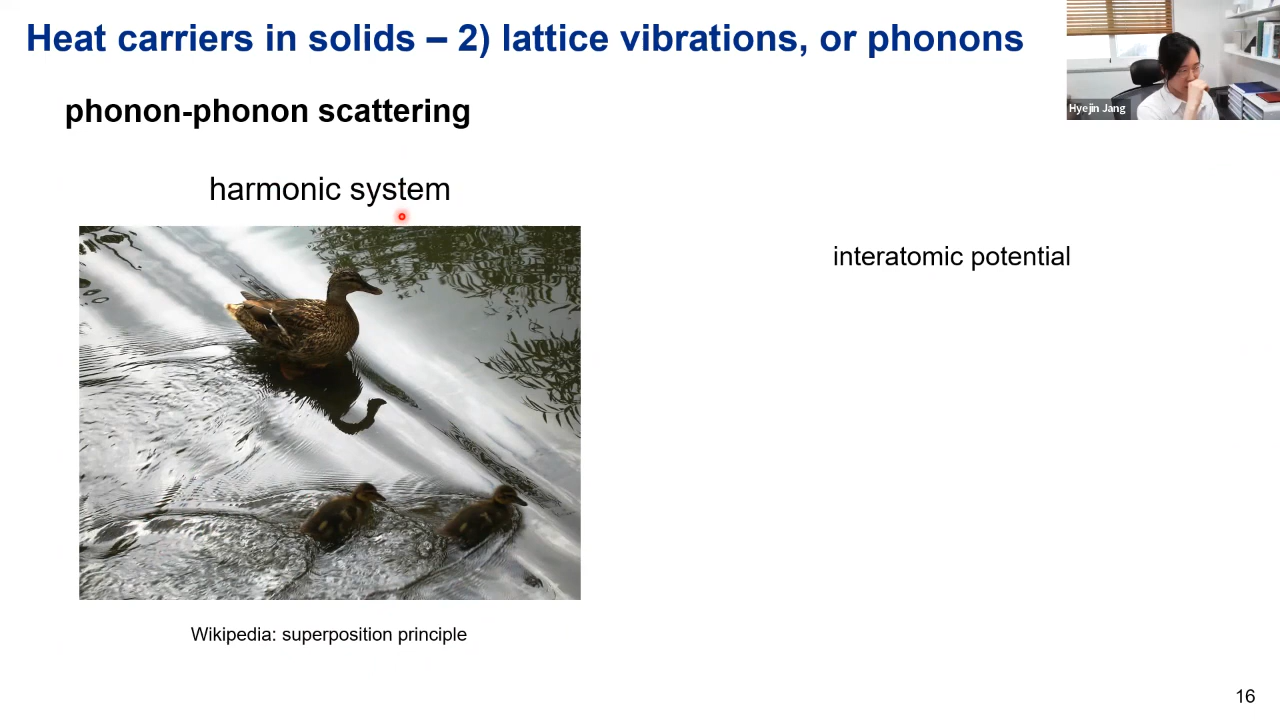 Heat carriers in solids – 2) lattice vibrations, or phonons
Hyejin Jang
phonon-phonon scattering
harmonic system
interatomic potential
Wikipedia: superposition principle
16